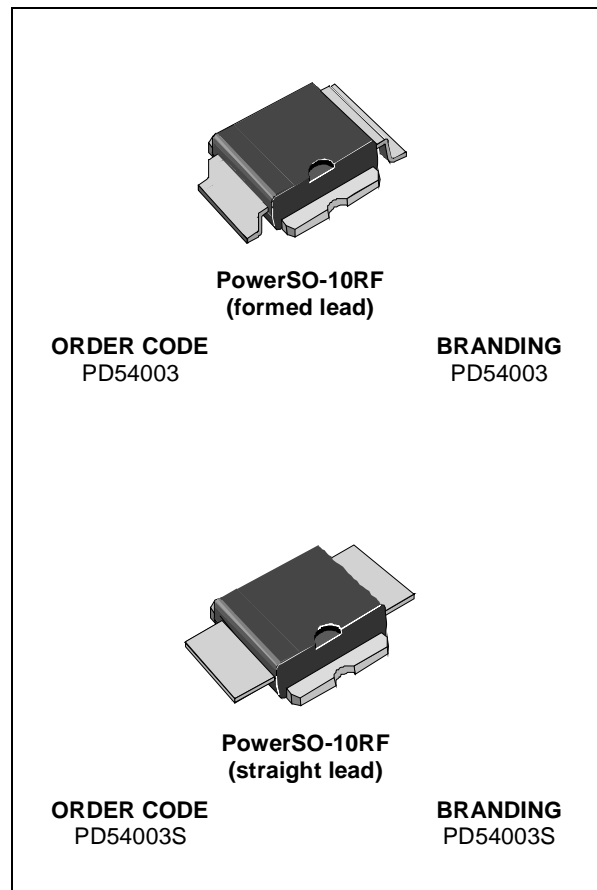 PowerSO-10RF
(formed lead)
ORDER CODE
PD54003
BRANDING
PD54003
PowerSO-10RF
(straight lead)
ORDER CODE
PD54003S
BRANDING
PD54003S